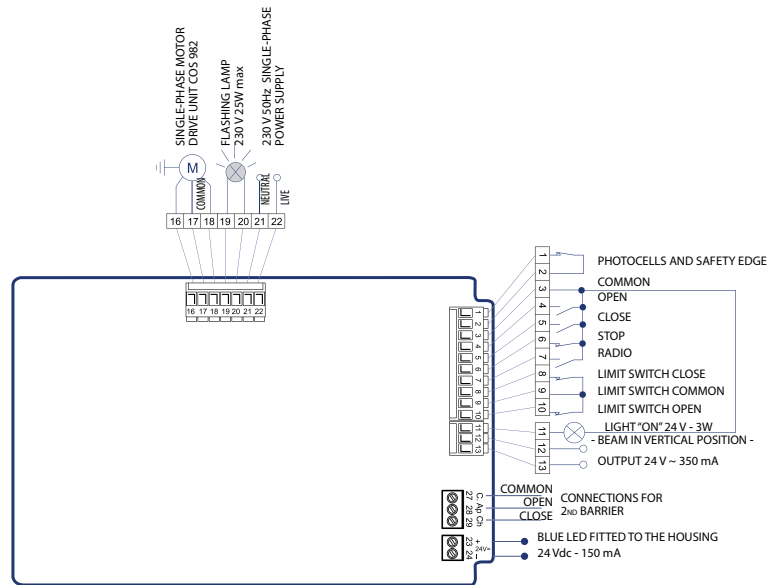 SINGLE-PHASE MOTOR
DRIVE UNIT COS 982
FLASHING LAMP
230 V 25W max
230 V 50Hz SINGLE-PHASE
POWER SUPPLY
M
COMMON
NEUTRAL
LIVE
16 17 18 19 20 21 22
16 17 18 19 20 21 22
1
2
3
4
5
6
7
8
9
10
11
12
13
1
2
3
4
5
6
7
8
9
10
11
12
13
PHOTOCELLS AND SAFETY EDGE
COMMON
OPEN
CLOSE
STOP
RADIO
LIMIT SWITCH CLOSE
LIMIT SWITCH COMMON
LIMIT SWITCH OPEN
LIGHT "ON" 24 V - 3W
- BEAM IN VERTICAL POSITION -
OUTPUT 24 V ~ 350 mA
27 C.
28 Ap
29 Ch
COMMON
OPEN
CLOSE
CONNECTIONS FOR
2ND BARRIER
23 +
24 -
24V=
BLUE LED FITTED TO THE HOUSING
24 Vdc - 150 mA